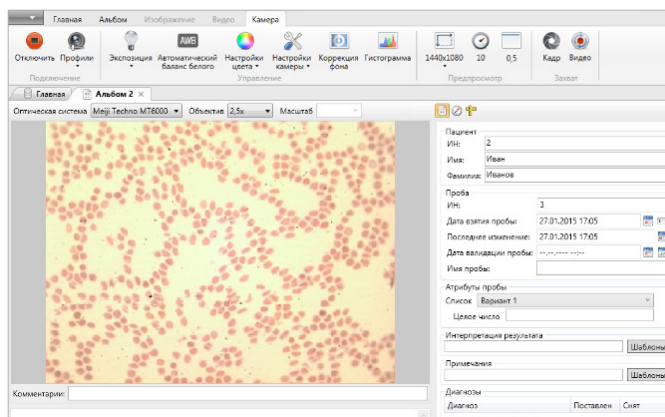 Главная Альбом Изображение Видео Камера
Отключить Профили Экспозиция AWB Автоматический баланс белого Настройки цвета Настройки камеры Коррекция фона Гистограмма 1440x1080 10 0,5 Кадр Видео
Подключение Управление Предпросмотр Захват
Главная Альбом 2 ×
Оптическая система Meiji Techno MT6000 Объектив 2,5x Масштаб
Пациент
ИН: 2
Имя: Иван
Фамилия: Иванов
Проба
ИН: 3
Дата взятия пробы: 27.01.2015 17:05
Последнее изменение: 27.01.2015 17:05
Дата валидации пробы: --.--.---- --:--
Имя пробы:
Атрибуты пробы
Список Вариант 1
Целое число
Интерпретация результата
Шаблоны
Примечания
Шаблоны
Комментарии:
Диагнозы
Диагноз Поставлен Снят